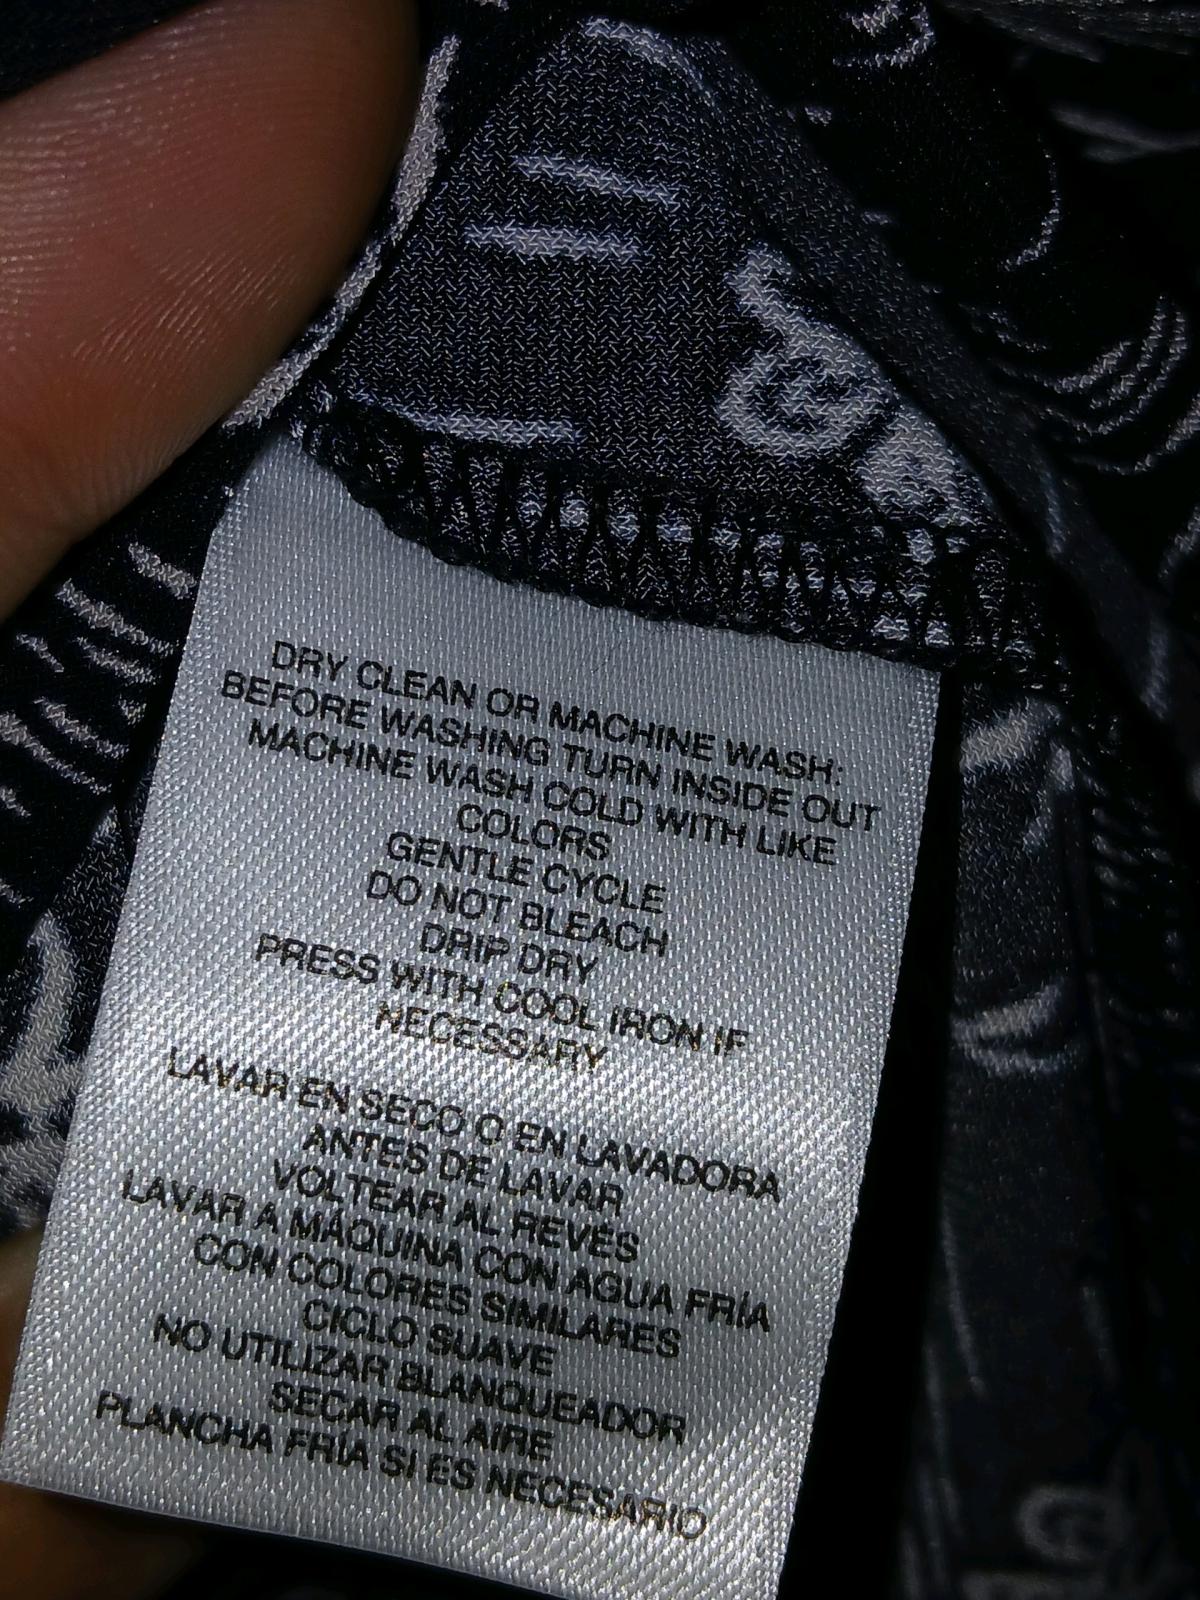 DRY CLEAN OR MACHINE WASH:
BEFORE WASHING TURN INSIDE OUT
MACHINE WASH COLD WITH LIKE
COLORS
GENTLE CYCLE
DO NOT BLEACH
DRIP DRY
PRESS WITH COOL IRON IF
NECESSARY
LAVAR EN SECO O EN LAVADORA
ANTES DE LAVAR
VOLTEAR AL REVÉS
LAVAR A MÁQUINA CON AGUA FRÍA
CON COLORES SIMILARES
CICLO SUAVE
NO UTILIZAR BLANQUEADOR
SECAR AL AIRE
PLANCHA FRÍA SI ES NECESARIO